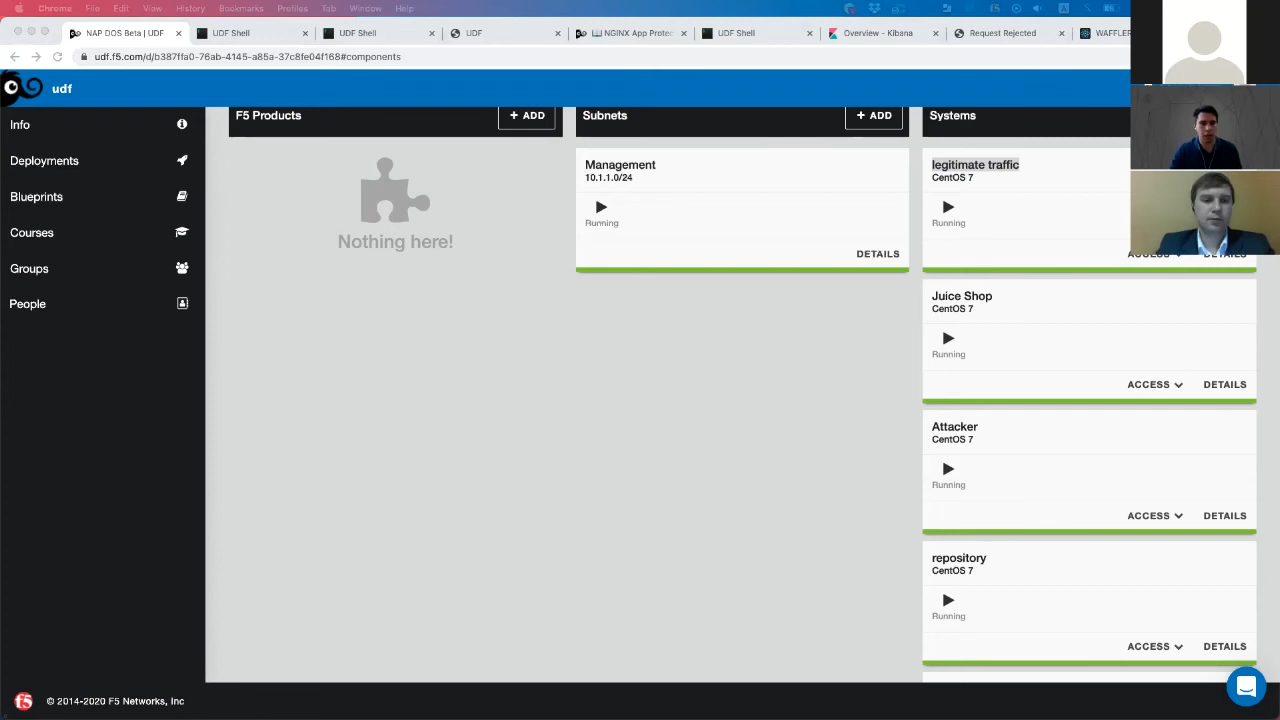 Chrome File Edit View History Bookmarks Profiles Tab Window Help
NAP DOS Beta | UDF
UDF Shell
UDF Shell
UDF
NGINX App Protec
UDF Shell
Overview - Kibana
Request Rejected
WAFFLER
udf.f5.com/d/b387ffa0-76ab-4145-a85a-37c8fe04f168#components
udf
Info
Deployments
Blueprints
Courses
Groups
People
F5 Products
+ ADD
Nothing here!
Subnets
+ ADD
Management
10.1.1.0/24
Running
DETAILS
Systems
legitimate traffic
CentOS 7
Running
ACCESS DETAILS
Juice Shop
CentOS 7
Running
ACCESS DETAILS
Attacker
CentOS 7
Running
ACCESS DETAILS
repository
CentOS 7
Running
ACCESS DETAILS
f5
© 2014-2020 F5 Networks, Inc